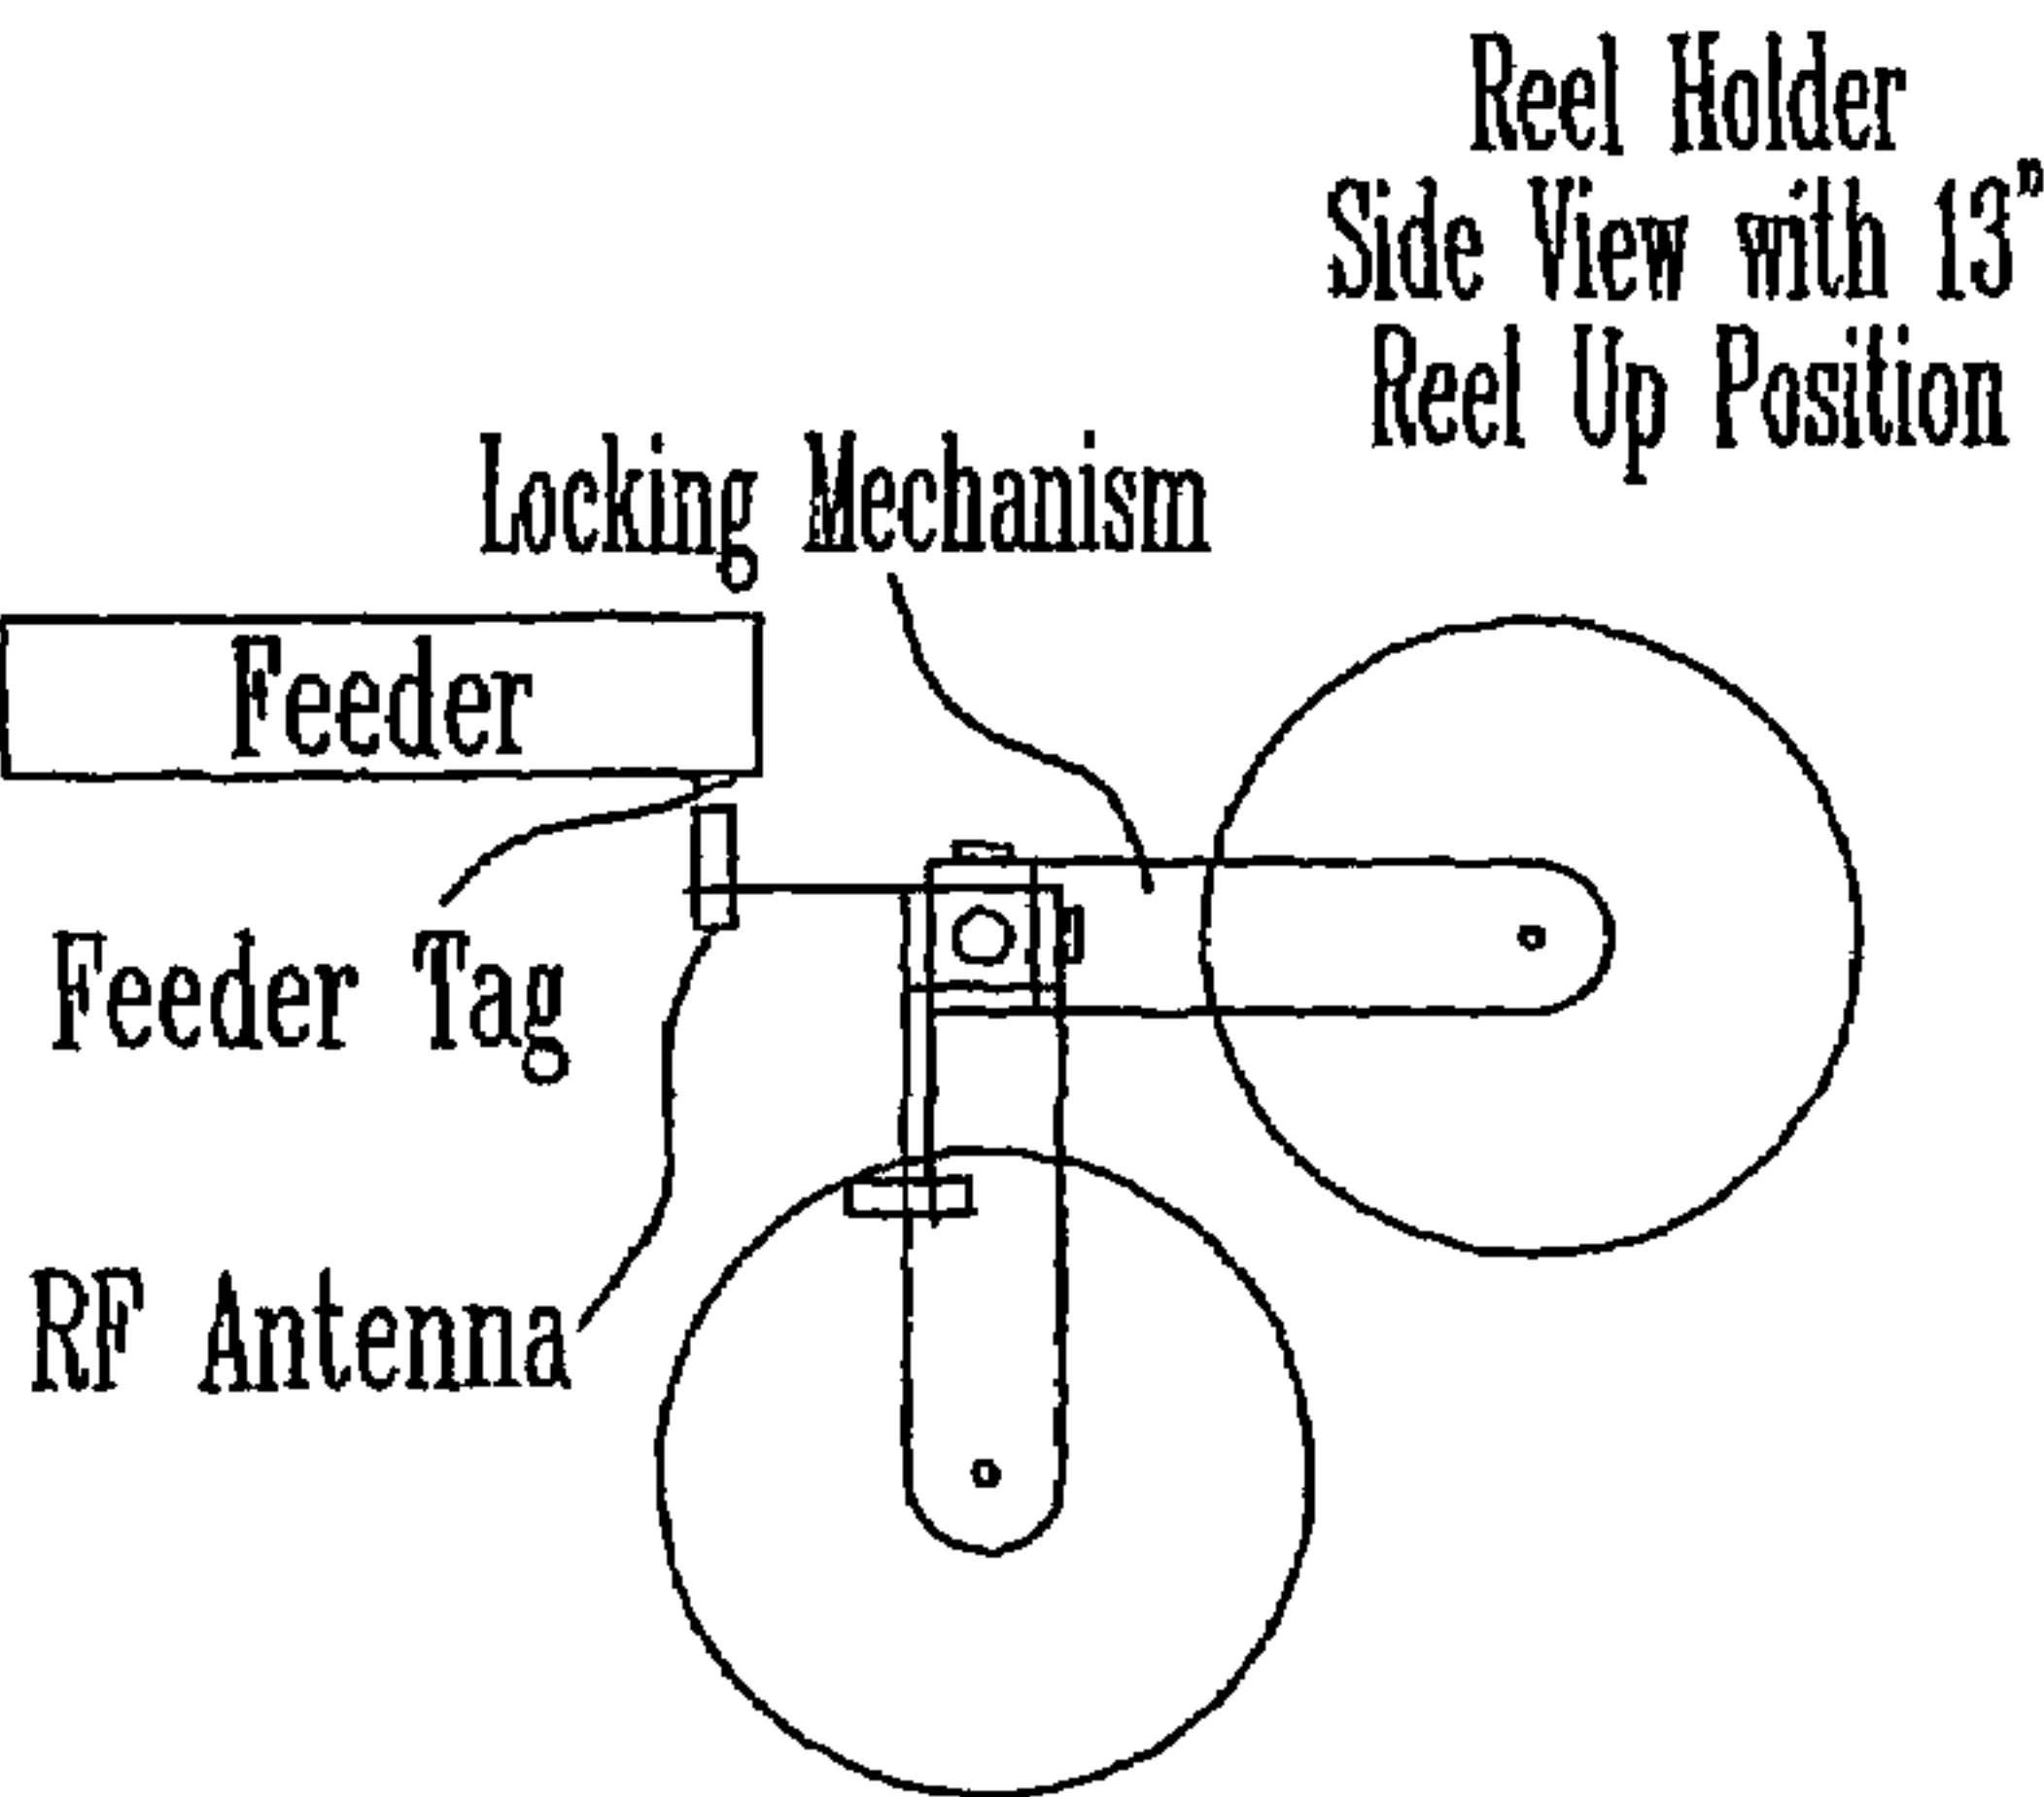 Reel Holder
Side View with 13"
Reel Up Position
Locking Mechanism
Feeder
Feeder Tag
RF Antenna